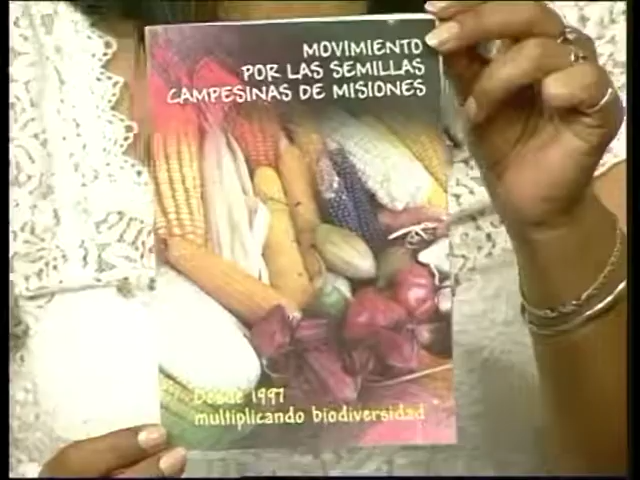 MOVIMIENTO
POR LAS SEMILLAS
CAMPESINAS DE MISIONES
Desde 1997
multiplicando biodiversidad